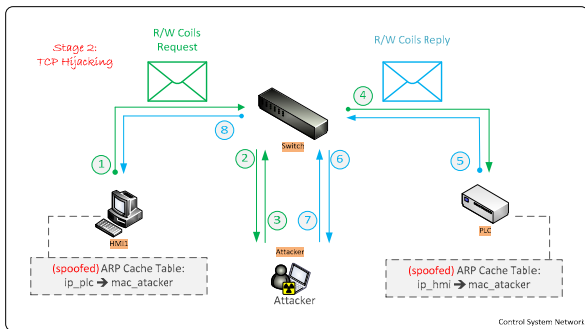 Stage 2:
TCP Hijacking
R/W Coils
Request
R/W Coils Reply
1
8
4
5
2
3
7
6
Switch
HMI1
PLC
Attacker
Attacker
(spoofed) ARP Cache Table:
ip_plc ➔ mac_atacker
(spoofed) ARP Cache Table:
ip_hmi ➔ mac_atacker
Control System Network